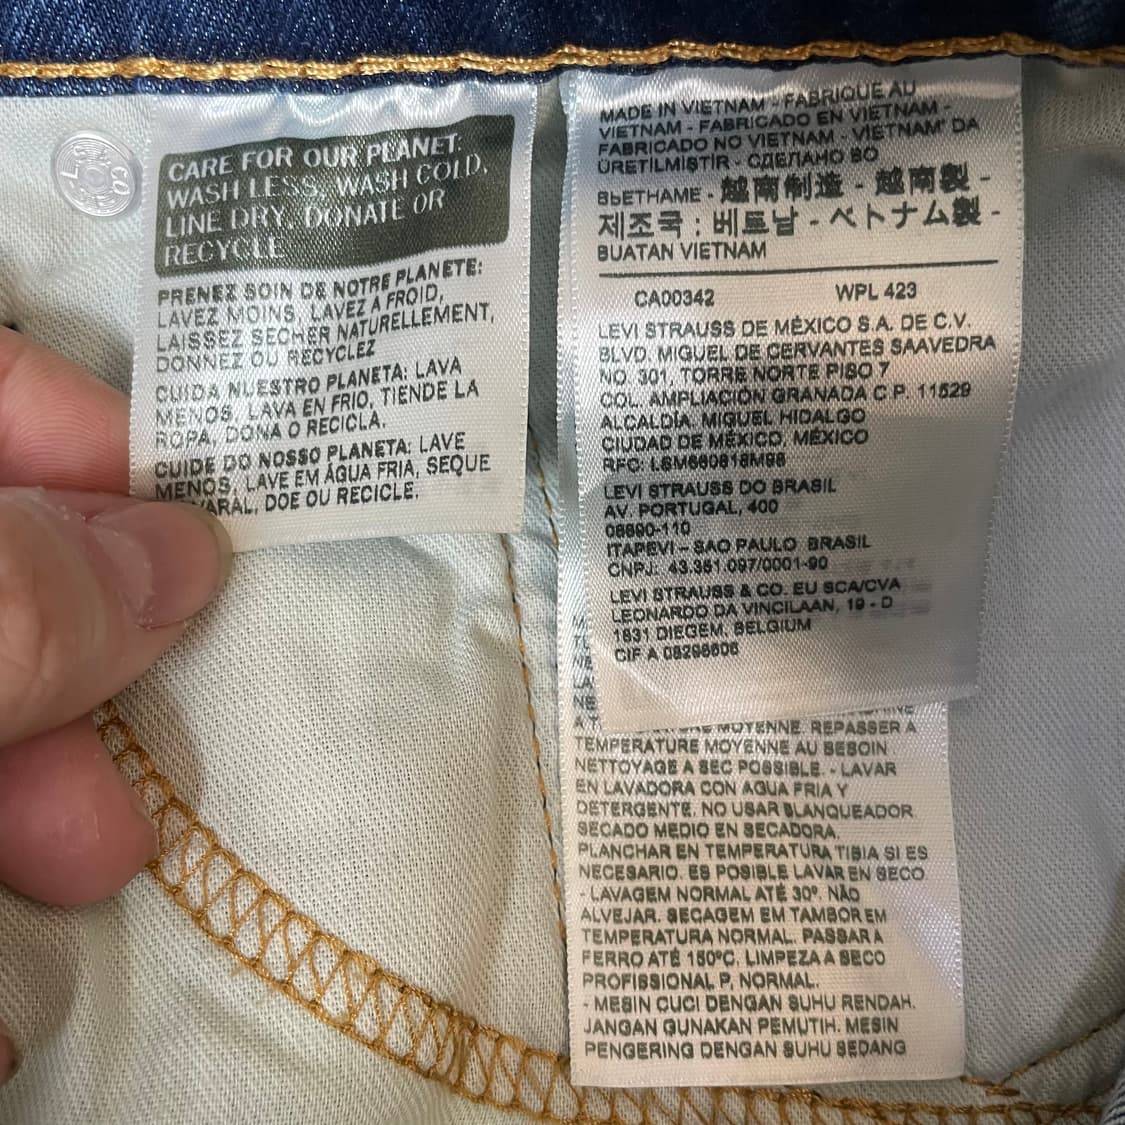 CARE FOR OUR PLANET:
WASH LESS, WASH COLD,
LINE DRY, DONATE OR
RECYCLE
PRENEZ SOIN DE NOTRE PLANETE:
LAVEZ MOINS, LAVEZ A FROID,
LAISSEZ SECHER NATURELLEMENT,
DONNEZ OU RECYCLEZ
CUIDA NUESTRO PLANETA: LAVA
MENOS, LAVA EN FRIO, TIENDE LA
ROPA, DONA O RECICLA.
CUIDE DO NOSSO PLANETA: LAVE
MENOS, LAVE EM ÁGUA FRIA, SEQUE
VARAL, DOE OU RECICLE.
MADE IN VIETNAM - FABRIQUE AU
VIETNAM - FABRICADO EN VIETNAM -
FABRICADO NO VIETNAM - VIETNAM' DA
ÜRETILMISTIR - СДЕЛАНО ВО
ВЬЕТНАМЕ - 越南制造 - 越南製 -
제조국 : 베트남 - ベトナム製 -
BUATAN VIETNAM
CA00342 WPL 423
LEVI STRAUSS DE MÉXICO S.A. DE C.V.
BLVD. MIGUEL DE CERVANTES SAAVEDRA
NO. 301, TORRE NORTE PISO 7
COL. AMPLIACIÓN GRANADA C P. 11529
ALCALDÍA. MIGUEL HIDALGO
CIUDAD DE MÉXICO, MÉXICO
RFC: LSM660818M98
LEVI STRAUSS DO BRASIL
AV. PORTUGAL, 400
06690-110
ITAPEVI – SAO PAULO BRASIL
CNPJ.: 43.351.097/0001-90
LEVI STRAUSS & CO. EU SCA/CVA
LEONARDO DA VINCILAAN, 19 - D
1831 DIEGEM, BELGIUM
CIF A 08296606
MOYENNE. REPASSER A
TEMPERATURE MOYENNE AU BESOIN
NETTOYAGE A SEC POSSIBLE. - LAVAR
EN LAVADORA CON AGUA FRIA Y
DETERGENTE. NO USAR BLANQUEADOR
SECADO MEDIO EN SECADORA.
PLANCHAR EN TEMPERATURA TIBIA SI ES
NECESARIO. ES POSIBLE LAVAR EN SECO
- LAVAGEM NORMAL ATÉ 30º. NÃO
ALVEJAR. SECAGEM EM TAMBOR EM
TEMPERATURA NORMAL. PASSAR A
FERRO ATÉ 150ºC. LIMPEZA A SECO
PROFISSIONAL P, NORMAL.
- MESIN CUCI DENGAN SUHU RENDAH.
JANGAN GUNAKAN PEMUTIH. MESIN
PENGERING DENGAN SUHU SEDANG